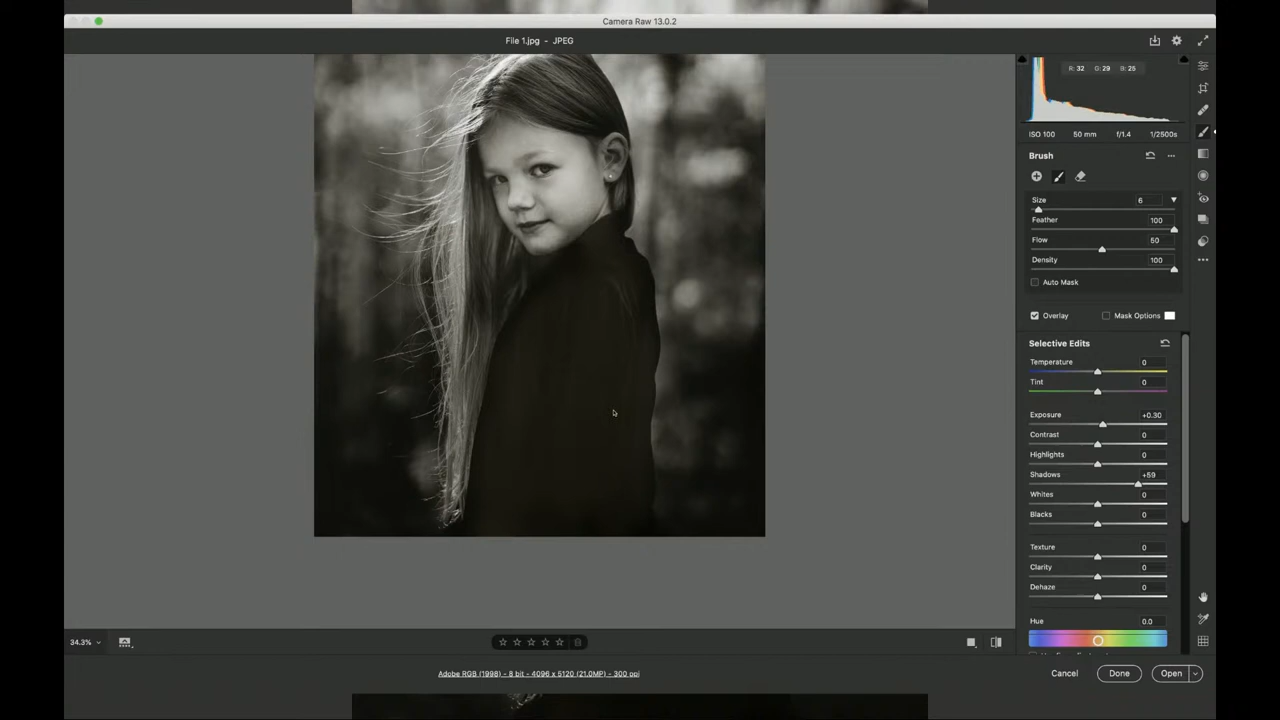 Camera Raw 13.0.2
File 1.jpg - JPEG
R: 32 G: 29 B: 25
ISO 100 50 mm f/1.4 1/2500s
Brush
Size 6
Feather 100
Flow 50
Density 100
Auto Mask
Overlay Mask Options
Selective Edits
Temperature 0
Tint 0
Exposure +0.30
Contrast 0
Highlights 0
Shadows +59
Whites 0
Blacks 0
Texture 0
Clarity 0
Dehaze 0
Hue 0.0
34.3%
Adobe RGB (1998) - 8 bit - 4096 x 5120 (21.0MP) - 300 ppi
Cancel Done Open